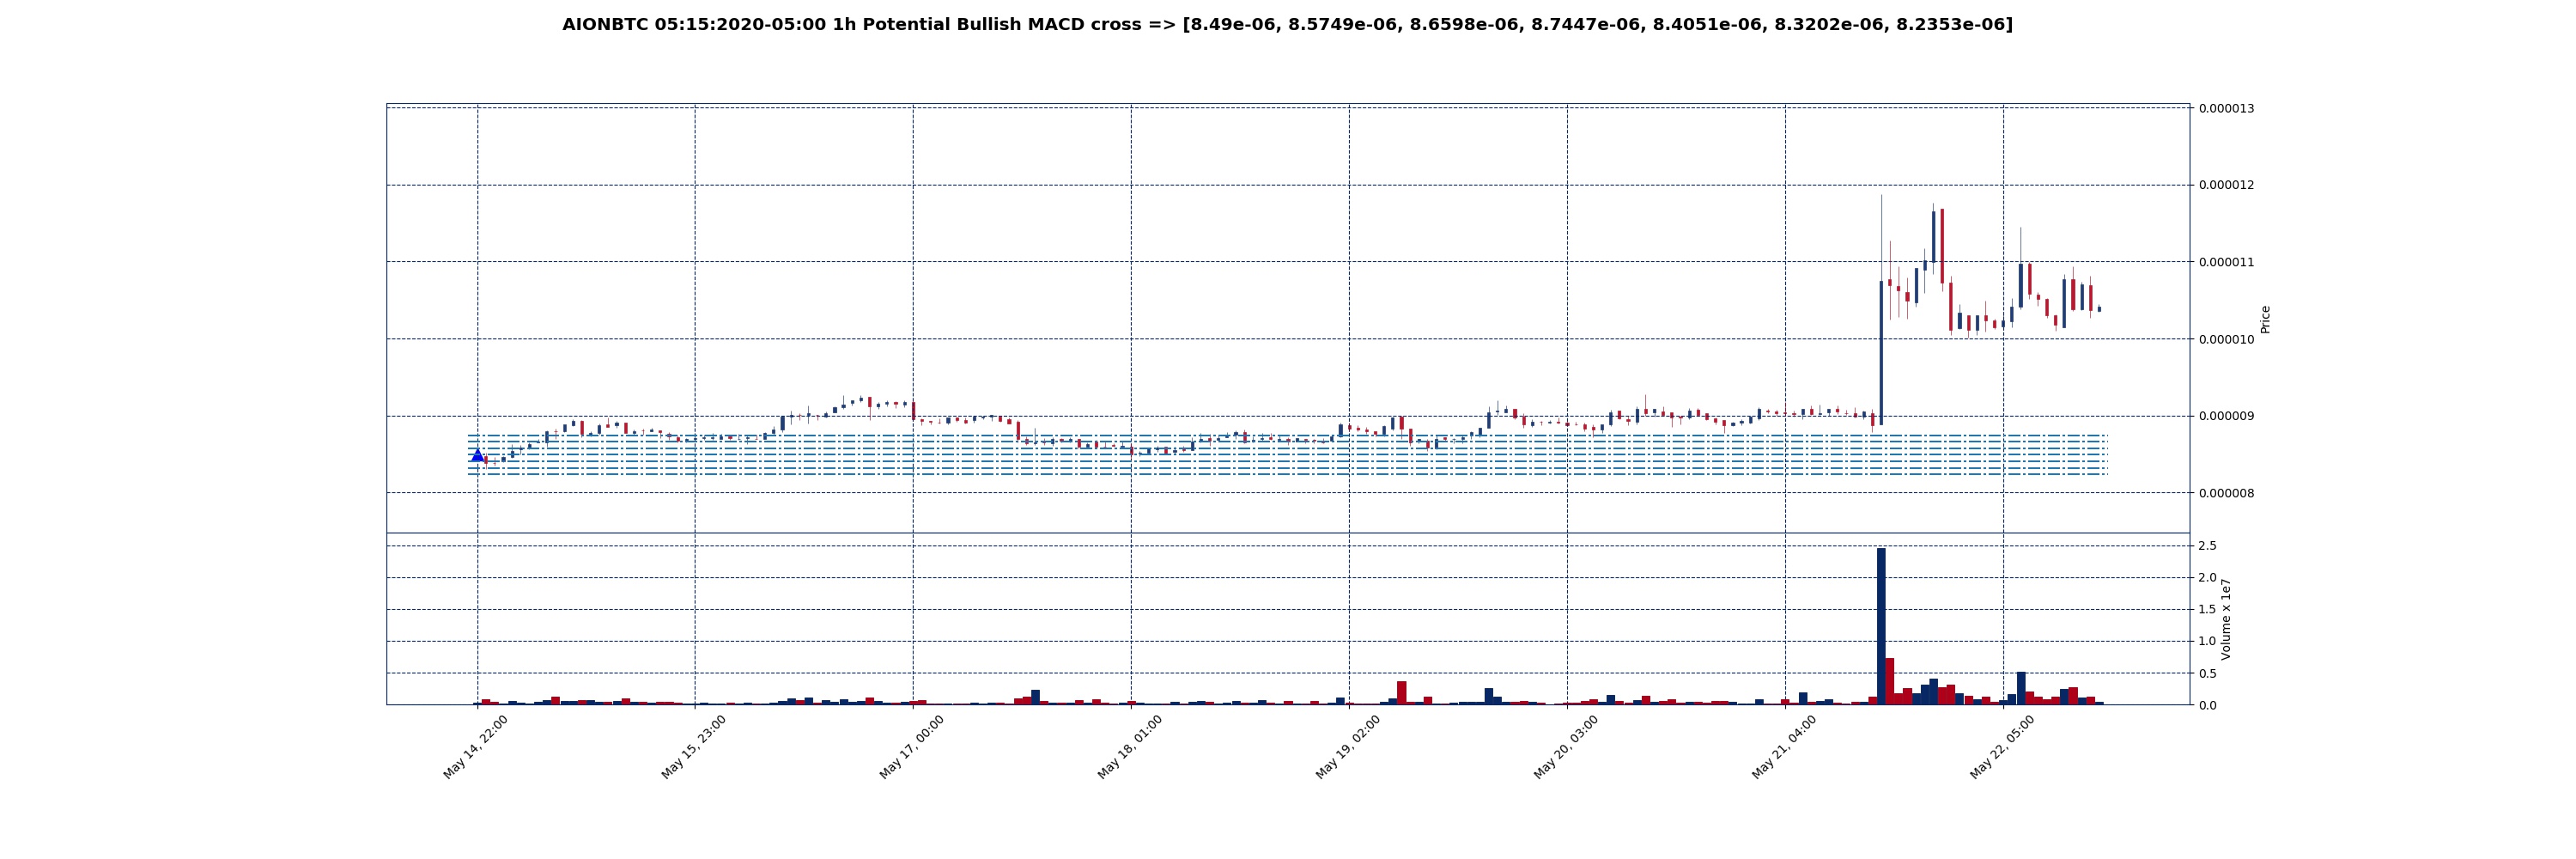 AIONBTC 05:15:2020-05:00 1h Potential Bullish MACD cross => [8.49e-06, 8.5749e-06, 8.6598e-06, 8.7447e-06, 8.4051e-06, 8.3202e-06, 8.2353e-06]
0.000013
0.000012
0.000011
0.000010
0.000009
0.000008
Price
2.5
2.0
1.5
1.0
0.5
0.0
Volume x 1e7
May 14, 22:00
May 15, 23:00
May 17, 00:00
May 18, 01:00
May 19, 02:00
May 20, 03:00
May 21, 04:00
May 22, 05:00